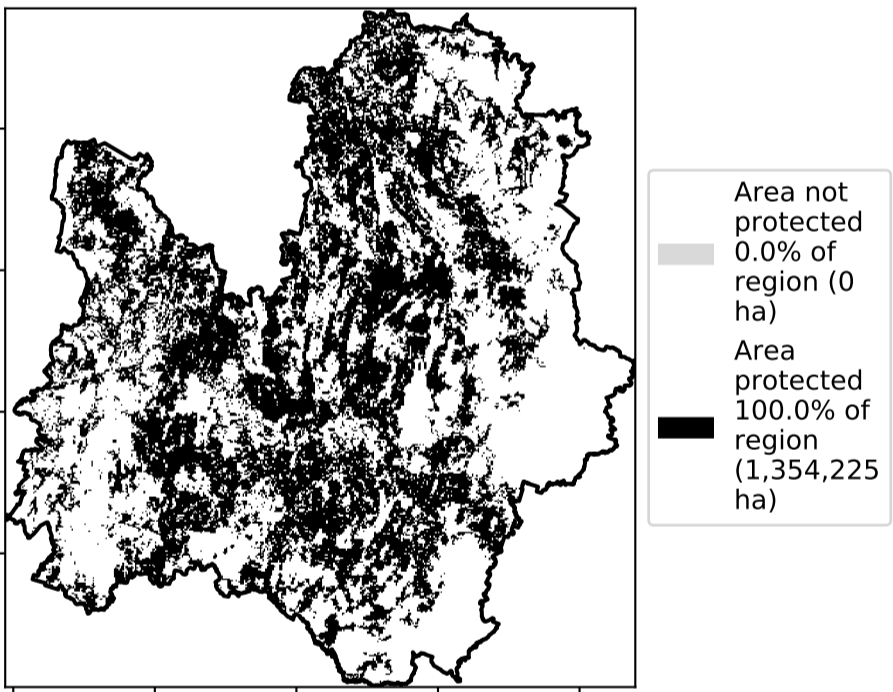 Area not
protected
0.0% of
region (0
ha)
Area
protected
100.0% of
region
(1,354,225
ha)